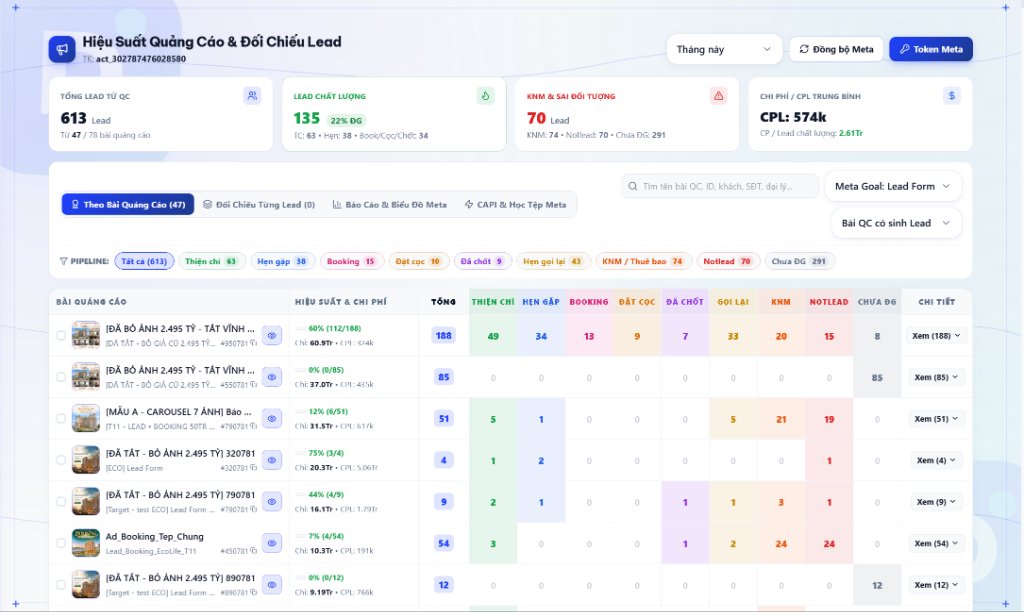 Hiệu Suất Quảng Cáo & Đối Chiếu Lead
TK: act_302787476028580
Tháng này
Đồng bộ Meta
Token Meta
TỔNG LEAD TỪ QC
613 Lead
Từ 47 / 78 bài quảng cáo
LEAD CHẤT LƯỢNG
135 22% ĐG
TC: 63 • Hẹn: 38 • Book/Cọc/Chốt: 34
KNM & SAI ĐỐI TƯỢNG
70 Lead
KNM: 74 • Notlead: 70 • Chưa ĐG: 291
CHI PHÍ / CPL TRUNG BÌNH
CPL: 574k
CP / Lead chất lượng: 2.61Tr
Tìm tên bài QC, ID, khách, SĐT, đại lý...
Meta Goal: Lead Form
Theo Bài Quảng Cáo (47)
Đối Chiếu Từng Lead (0)
Báo Cáo & Biểu Đồ Meta
CAPI & Học Tệp Meta
Bài QC có sinh Lead
PIPELINE: Tất cả (613) Thiện chí 63 Hẹn gặp 38 Booking 15 Đặt cọc 10 Đã chốt 9 Hẹn gọi lại 43 KNM / Thuê bao 74 Notlead 70 Chưa ĐG 291
BÀI QUẢNG CÁO HIỆU SUẤT & CHI PHÍ TỔNG THIỆN CHÍ HẸN GẶP BOOKING ĐẶT CỌC ĐÃ CHỐT GỌI LẠI KNM NOTLEAD CHƯA ĐG CHI TIẾT
[ĐÃ BỎ ẢNH 2.495 TỶ - TẮT VĨNH ... 60% (112/188) 188 49 34 13 9 7 33 20 15 8 Xem (188)
[ĐÃ TẮT - BỎ GIÁ CŨ 2.495 TỶ... #950781 Chi: 60.9Tr • CPL: 324k
[ĐÃ BỎ ẢNH 2.495 TỶ - TẮT VĨNH ... 0% (0/85) 85 0 0 0 0 0 0 0 0 85 Xem (85)
[ĐÃ TẮT - BỎ GIÁ CŨ 2.495 TỶ... #550781 Chi: 37.0Tr • CPL: 435k
[MẪU A - CAROUSEL 7 ẢNH] Báo ... 12% (6/51) 51 5 1 0 0 0 5 21 19 0 Xem (51)
[T11 - LEAD • BOOKING 50TR ... #790781 Chi: 31.5Tr • CPL: 617k
[ĐÃ TẮT - BỎ ẢNH 2.495 TỶ] 320781 75% (3/4) 4 1 2 0 0 0 0 0 1 0 Xem (4)
[ECO] Lead Form #320781 Chi: 20.3Tr • CPL: 5.06Tr
[ĐÃ TẮT - BỎ ẢNH 2.495 TỶ] 790781 44% (4/9) 9 2 1 0 0 1 1 3 1 0 Xem (9)
[Target - test ECO] Lead Form ... #790781 Chi: 16.1Tr • CPL: 1.79Tr
Ad_Booking_Tep_Chung 7% (4/54) 54 3 0 0 0 1 2 24 24 0 Xem (54)
Lead_Booking_EcoLife_T11 #450781 Chi: 10.3Tr • CPL: 191k
[ĐÃ TẮT - BỎ ẢNH 2.495 TỶ] 890781 0% (0/12) 12 0 0 0 0 0 0 0 0 12 Xem (12)
[Target - test ECO] Lead Form ... #890781 Chi: 9.19Tr • CPL: 766k